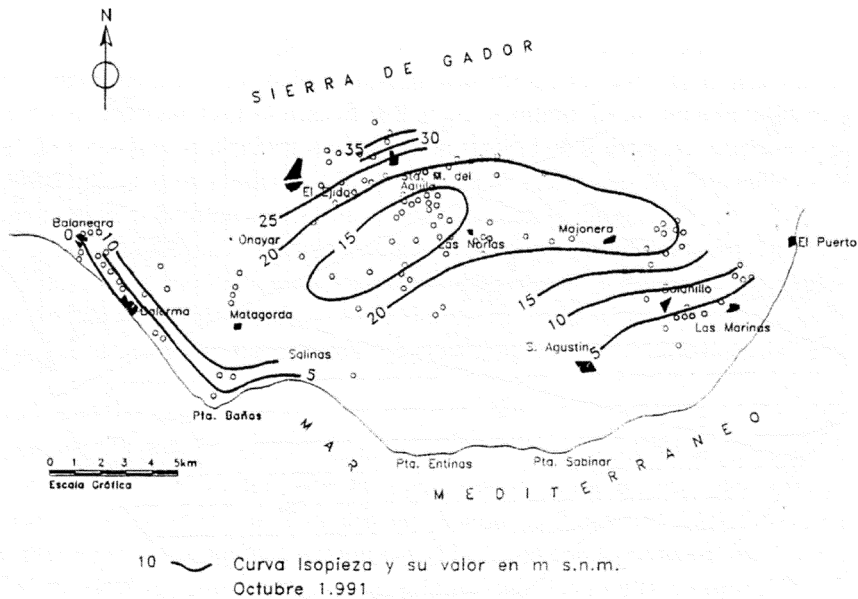 N
SIERRA DE GADOR
35
30
Sta. M. del
Aguila
El Ejido
25
Balanegra
0
10
Onayar
20
15
Las Norias
Mojonera
El Puerto
15
Matagorda
20
10
Solanillo
Balerma
Las Marinas
S. Agustin
5
Salinas
5
Pta. Baños
MAR
MEDITERRANEO
Pta. Entinas
Pta. Sabinar
0 1 2 3 4 5km
Escala Gráfica
10 Curva Isopieza y su valor en m s.n.m.
Octubre 1.991